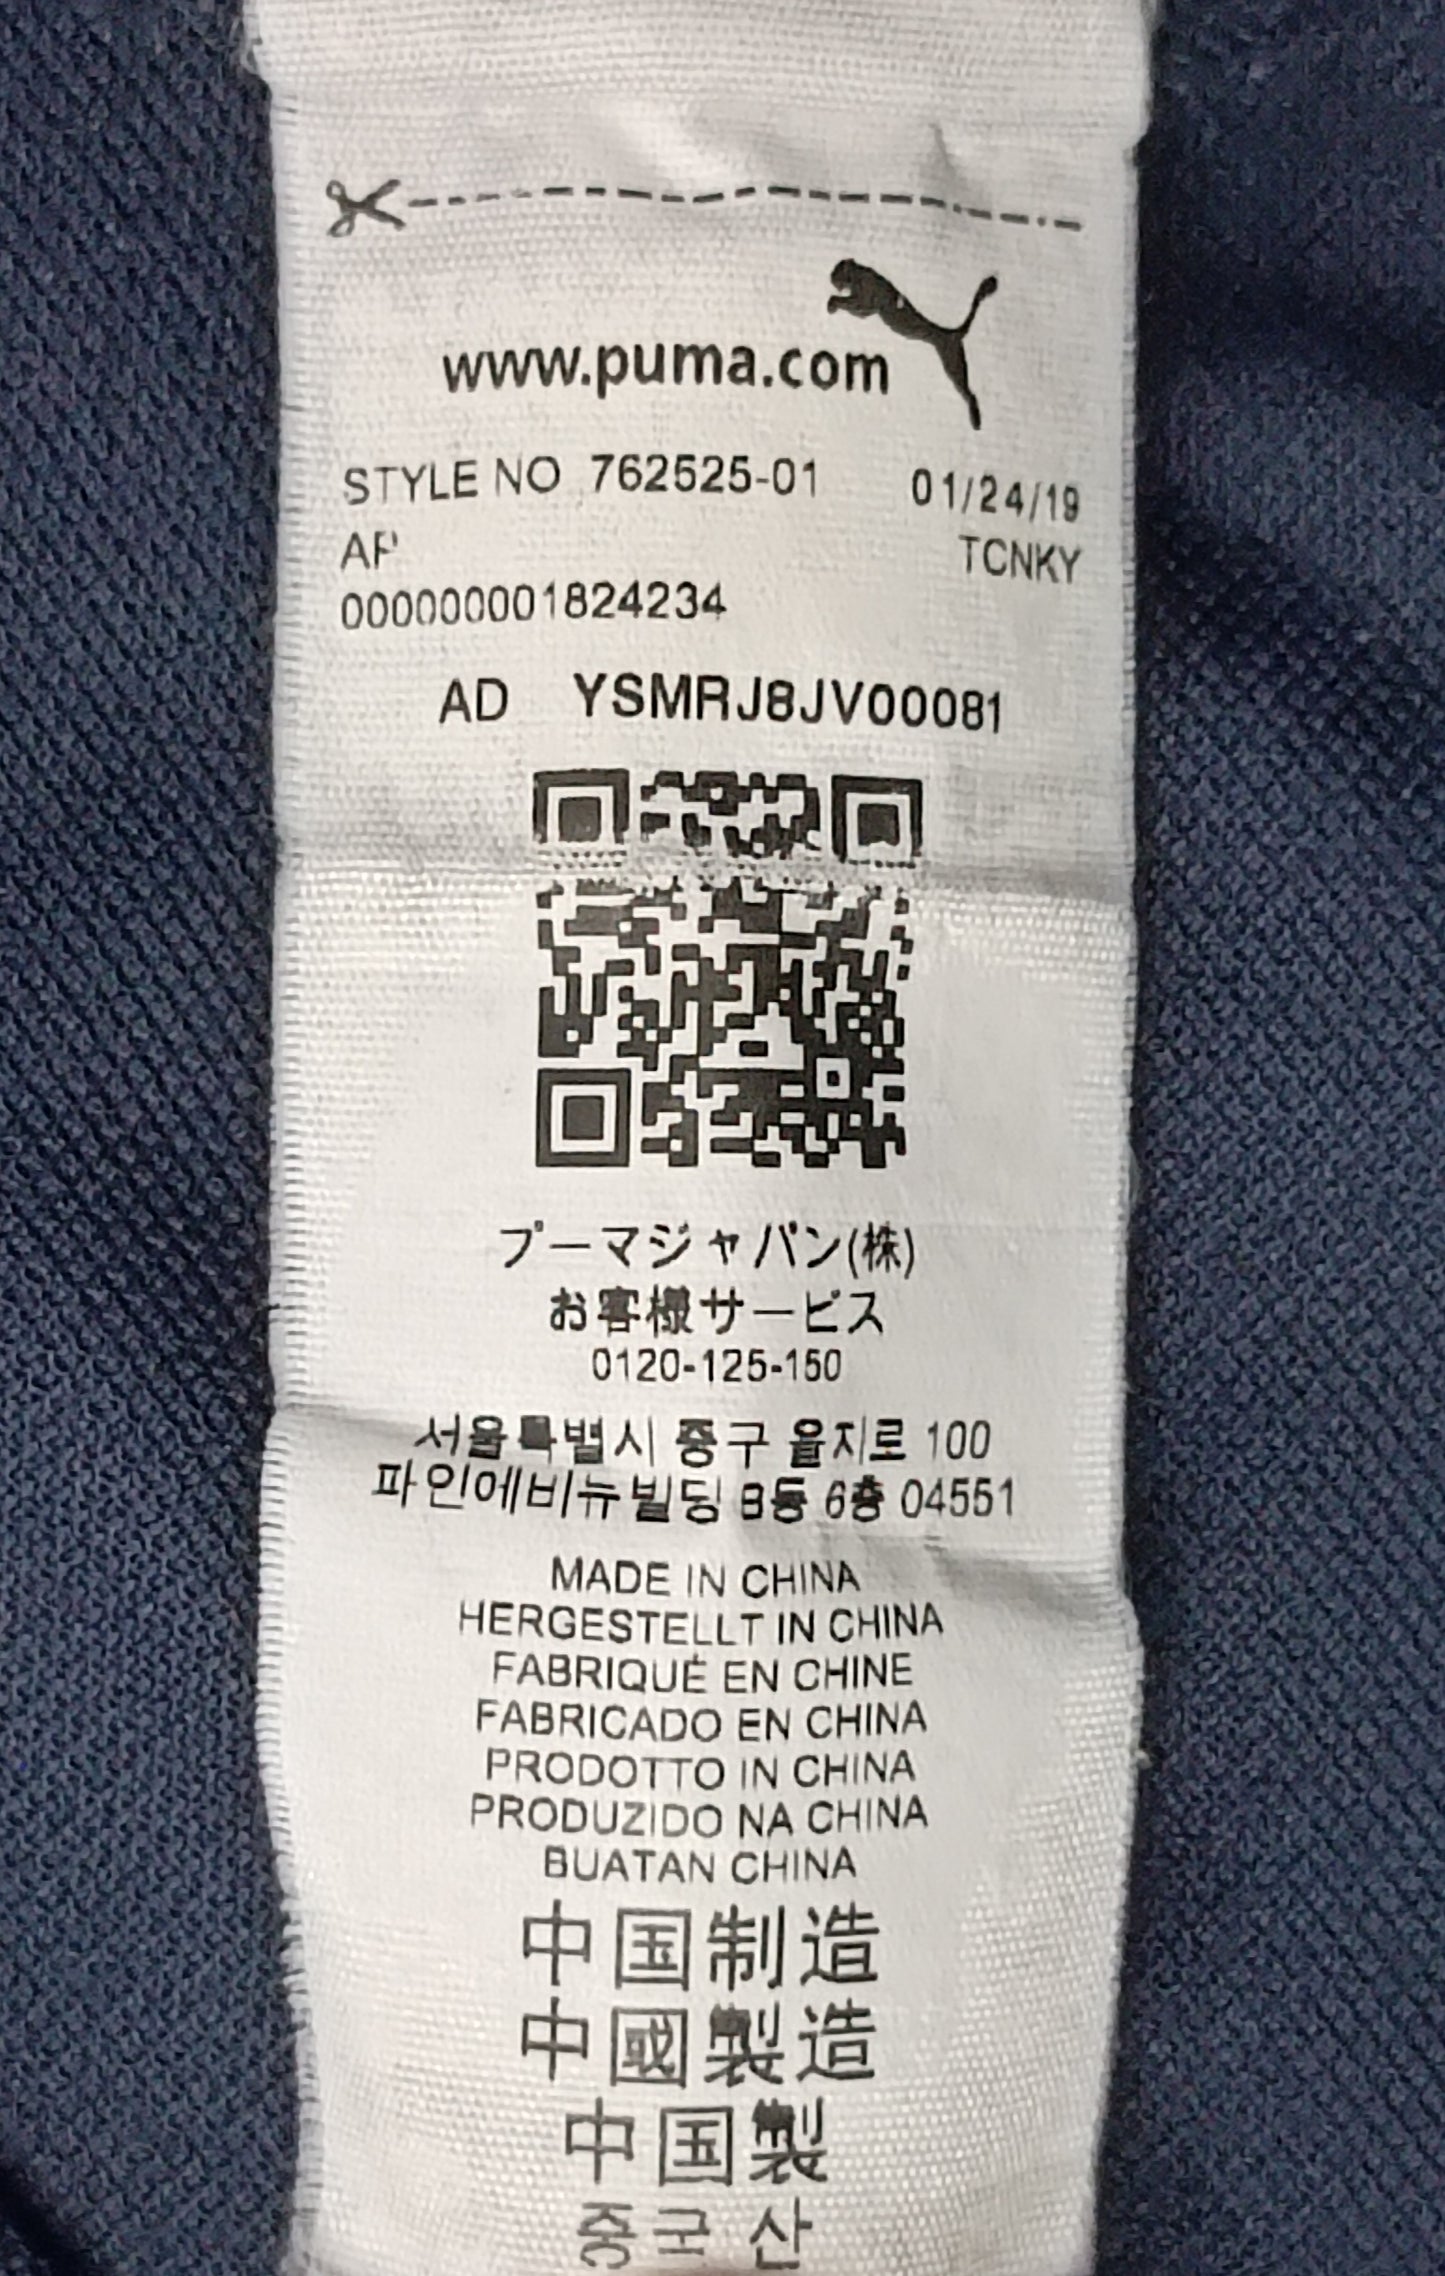 www.puma.com
STYLE NO 762525-01 01/24/19
AP TCNKY
000000001824234
AD YSMRJ8JV00081
プーマジャパン(株)
お客様サービス
0120-125-150
서울특별시 중구 을지로 100
파인에비뉴빌딩 B동 6층 04551
MADE IN CHINA
HERGESTELLT IN CHINA
FABRIQUÉ EN CHINE
FABRICADO EN CHINA
PRODOTTO IN CHINA
PRODUZIDO NA CHINA
BUATAN CHINA
中国制造
中國製造
中国製
중국산